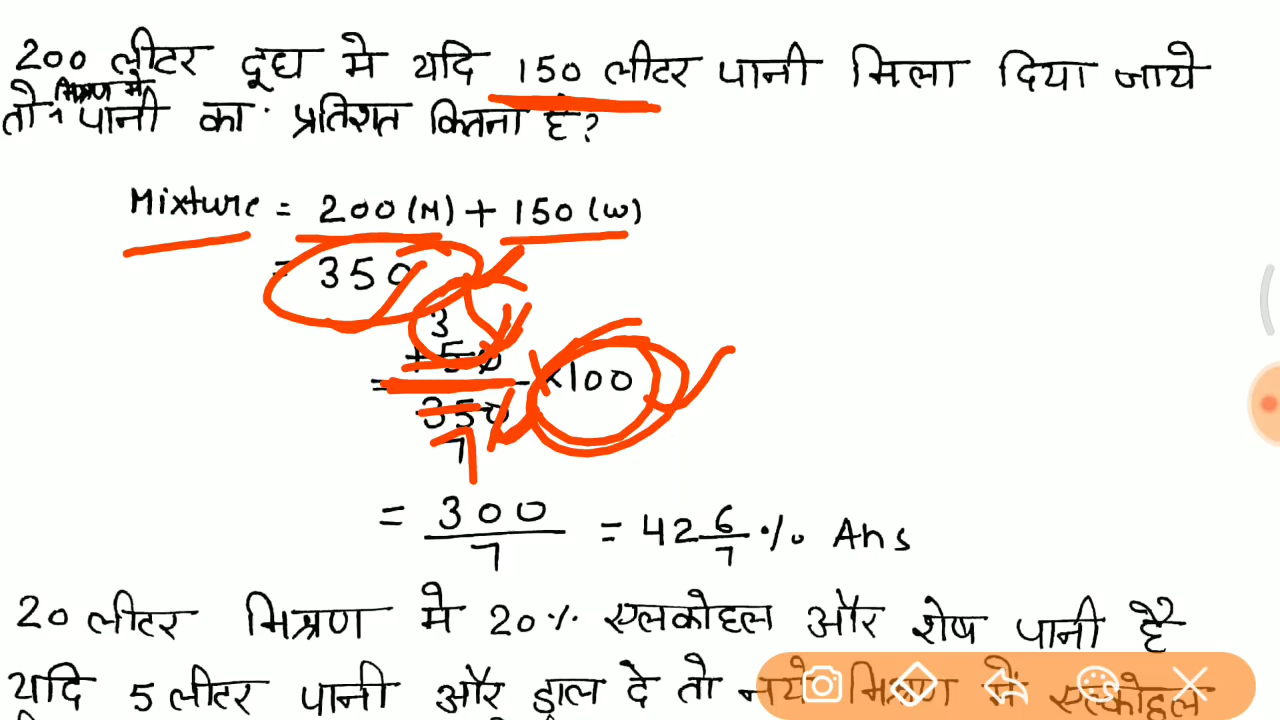 200 लीटर दूध मे यदि 150 लीटर पानी मिला दिया जाये
मिश्रण मे
तो पानी का प्रतिशत कितना है?
Mixture = 200 (M) + 150 (W)
= 350
3
= 150 × 100
350
7
= 300/7 = 42 6/7 % Ans
20 लीटर मिश्रण मे 20% एलकोहल और शेष पानी है
यदि 5 लीटर पानी और डाल दे तो नये मिश्रण मे एल्कोहल